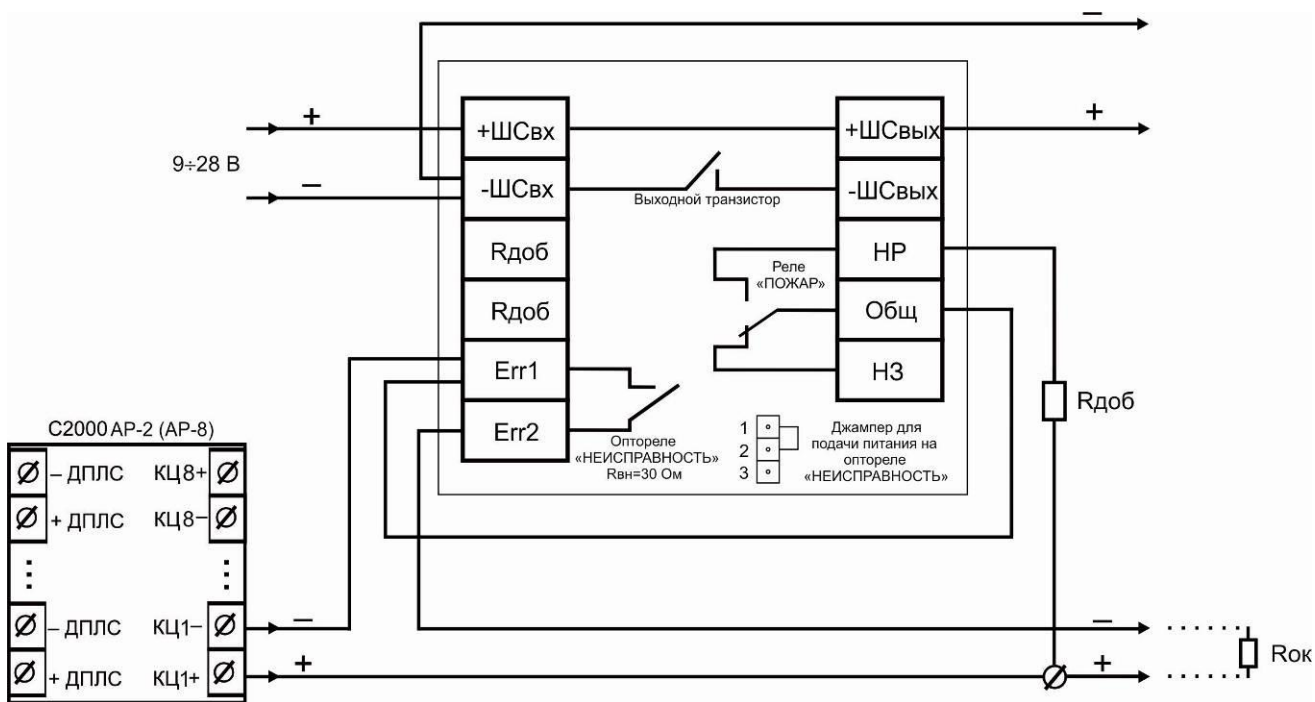 –
+
+
9÷28 В
–
+ШСвх
+ШСвых
-ШСвх
-ШСвых
Выходной транзистор
Rдоб
НР
Реле
«ПОЖАР»
Rдоб
Общ
Err1
НЗ
Err2
Rдоб
Оптореле
«НЕИСПРАВНОСТЬ»
Rвн=30 Ом
1
2
3
Джампер для
подачи питания на
оптореле
«НЕИСПРАВНОСТЬ»
С2000 АР-2 (АР-8)
– ДПЛС КЦ8+
+ ДПЛС КЦ8–
– ДПЛС КЦ1–
–
–
+ ДПЛС КЦ1+
+
+
Rок